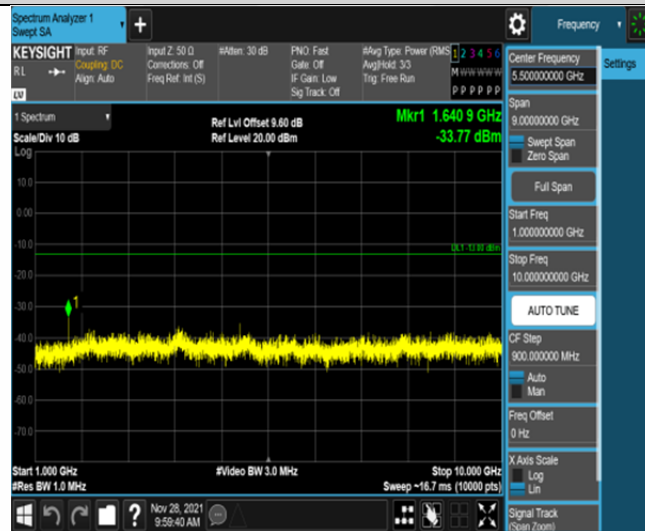 Spectrum Analyzer 1
Swept SA
Frequency
KEYSIGHT
RL
LXI
Input: RF
Coupling: DC
Align: Auto
Input Z: 50 Ω
Corrections: Off
Freq Ref: Int (S)
#Atten: 30 dB
PNO: Fast
Gate: Off
IF Gain: Low
Sig Track: Off
#Avg Type: Power (RMS
Avg|Hold: 3/3
Trig: Free Run
1 2 3 4 5 6
M W W W W W
P P P P P P
1 Spectrum
Scale/Div 10 dB
Log
Ref Lvl Offset 9.60 dB
Ref Level 20.00 dBm
Mkr1 1.640 9 GHz
-33.77 dBm
10.0
0.00
-10.0
DL1 -13.00 dBm
-20.0
-30.0
1
-40.0
-50.0
-60.0
-70.0
Start 1.000 GHz
#Res BW 1.0 MHz
#Video BW 3.0 MHz
Stop 10.000 GHz
Sweep ~16.7 ms (10000 pts)
?
Nov 28, 2021
9:59:40 AM
Center Frequency
5.500000000 GHz
Settings
Span
9.00000000 GHz
Swept Span
Zero Span
Full Span
Start Freq
1.000000000 GHz
Stop Freq
10.000000000 GHz
AUTO TUNE
CF Step
900.000000 MHz
Auto
Man
Freq Offset
0 Hz
X Axis Scale
Log
Lin
Signal Track
(Span Zoom)